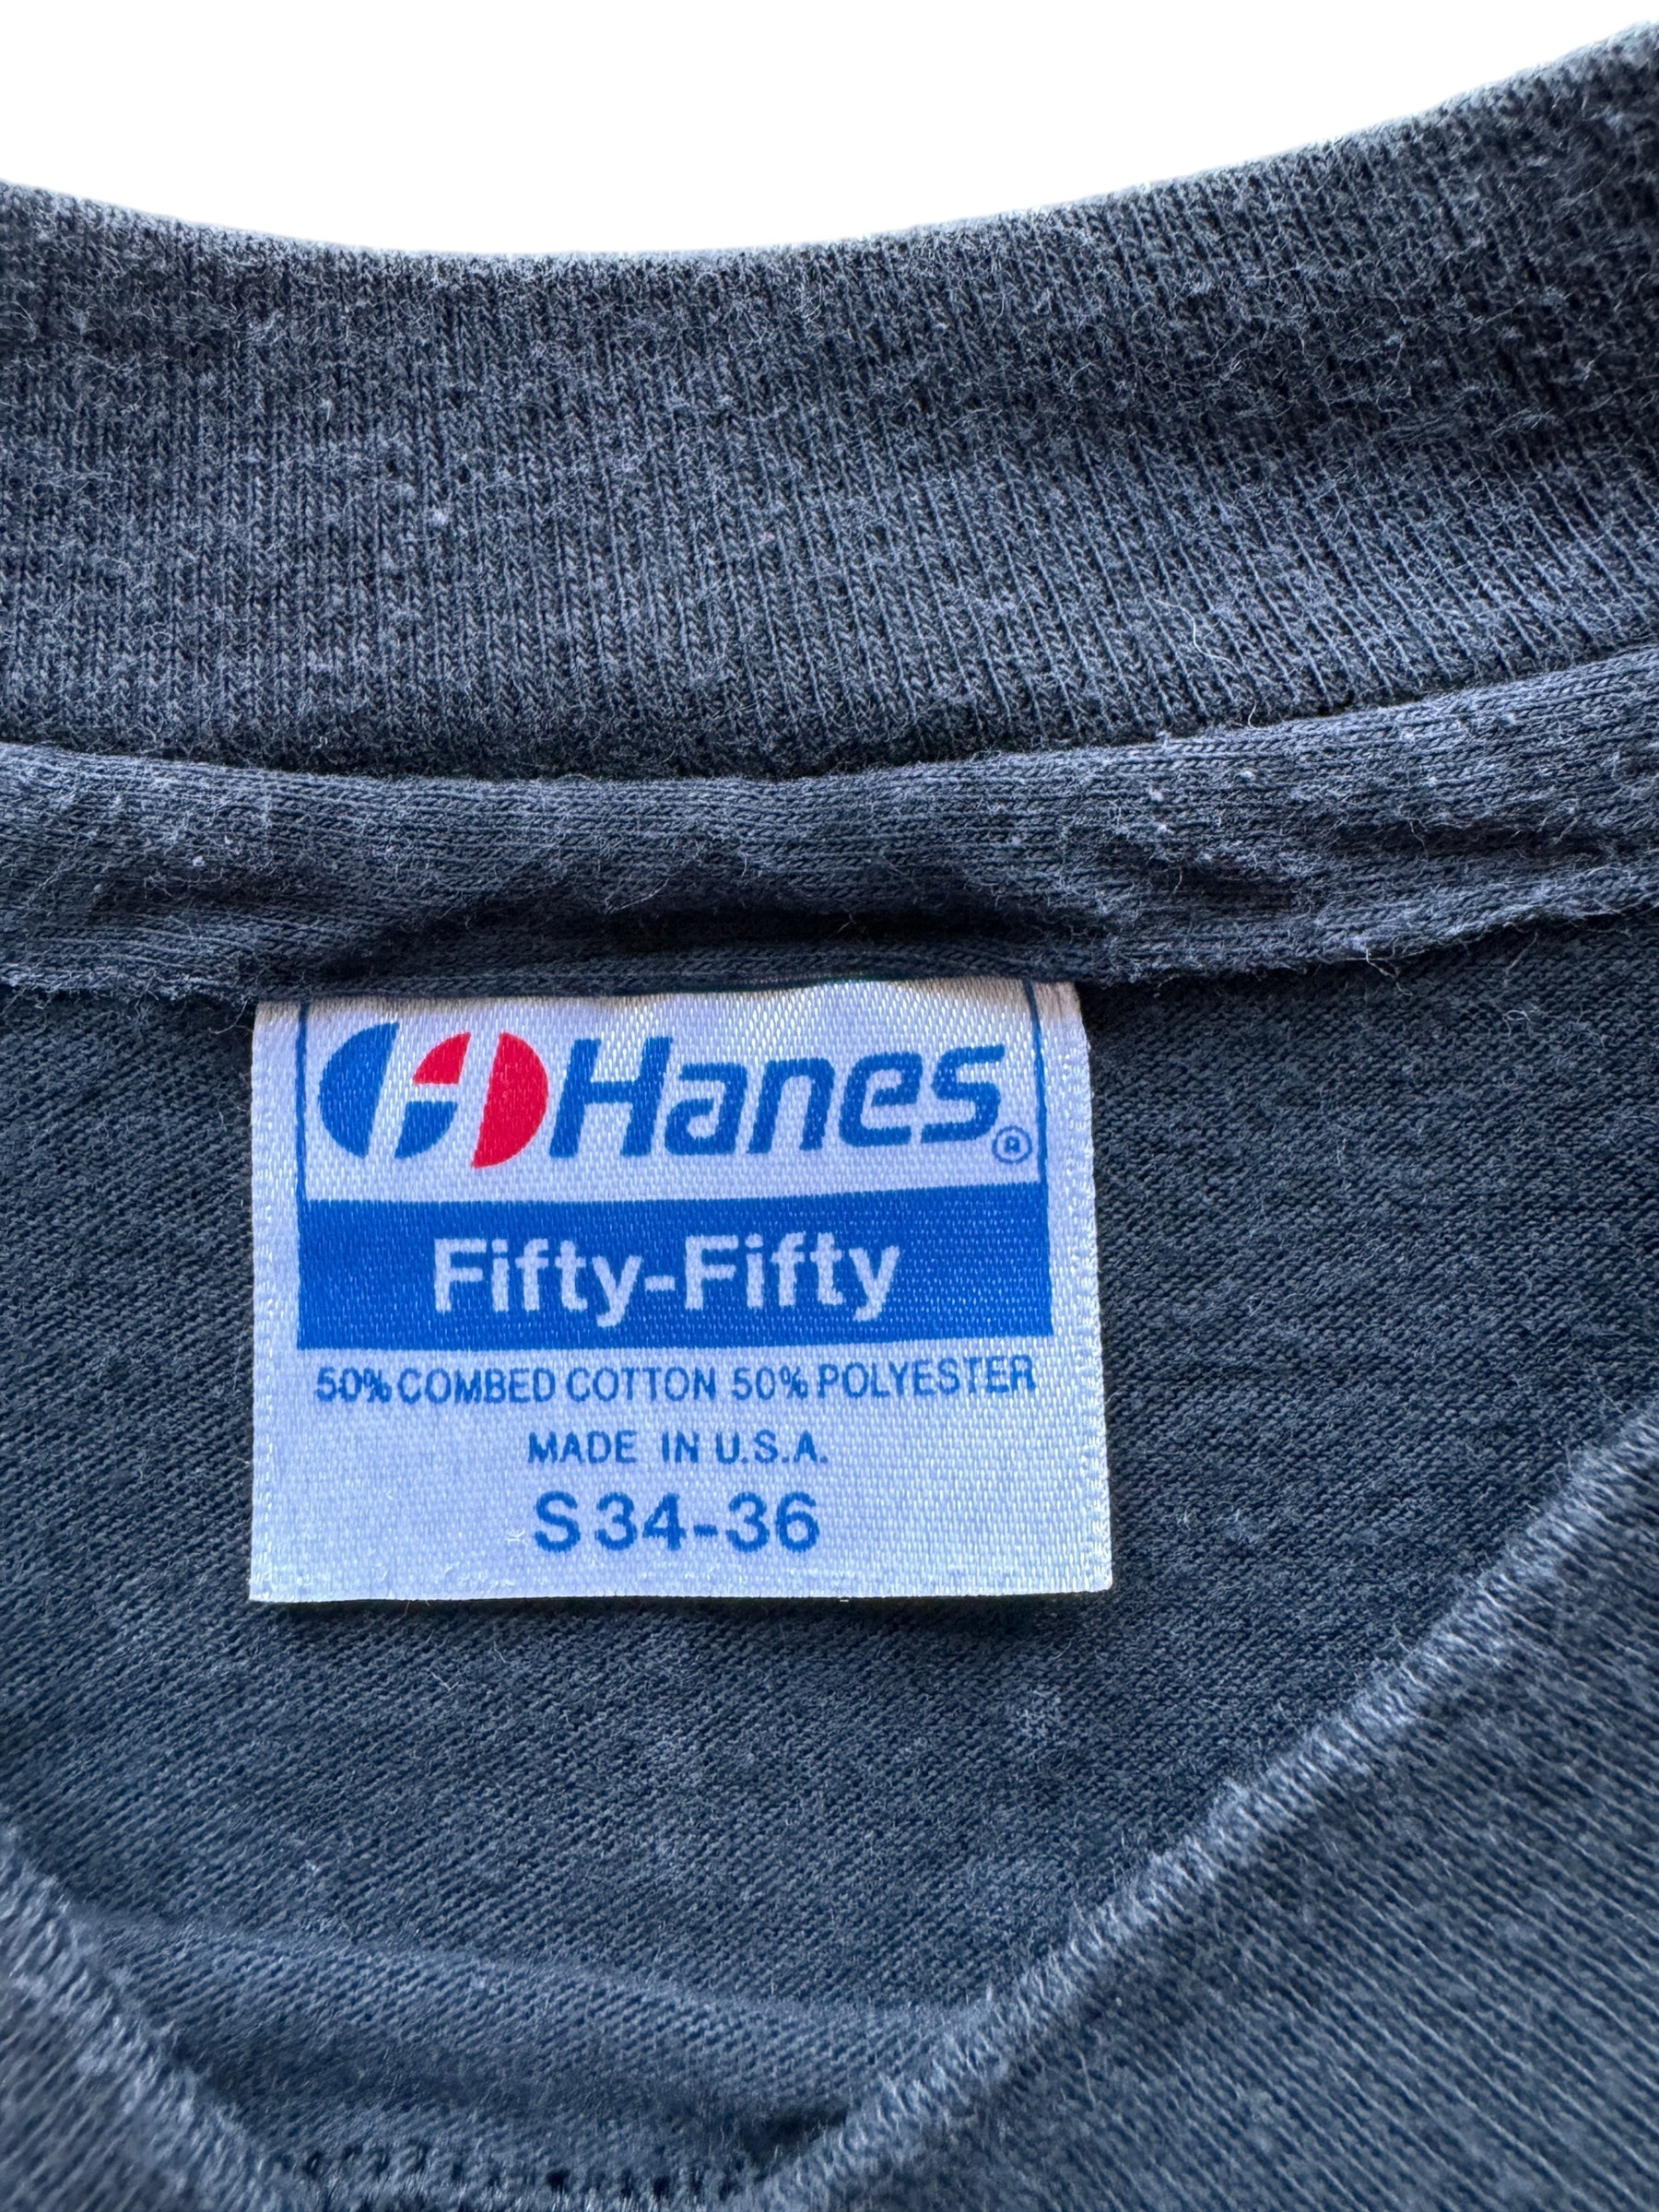 Hanes®
Fifty-Fifty
50% COMBED COTTON 50% POLYESTER
MADE IN U.S.A.
S 34-36